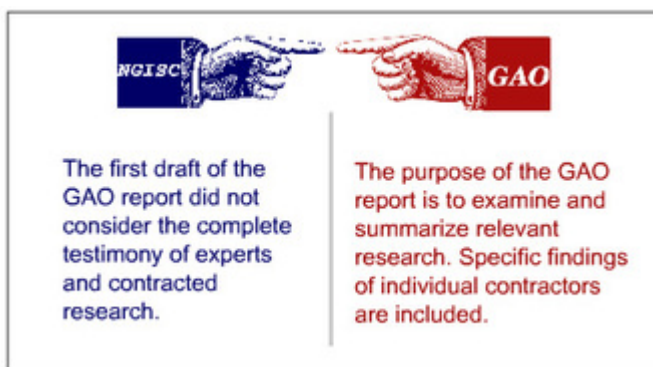 NGISC
GAO
The first draft of the
GAO report did not
consider the complete
testimony of experts
and contracted
research.
The purpose of the GAO
report is to examine and
summarize relevant
research. Specific findings
of individual contractors
are included.